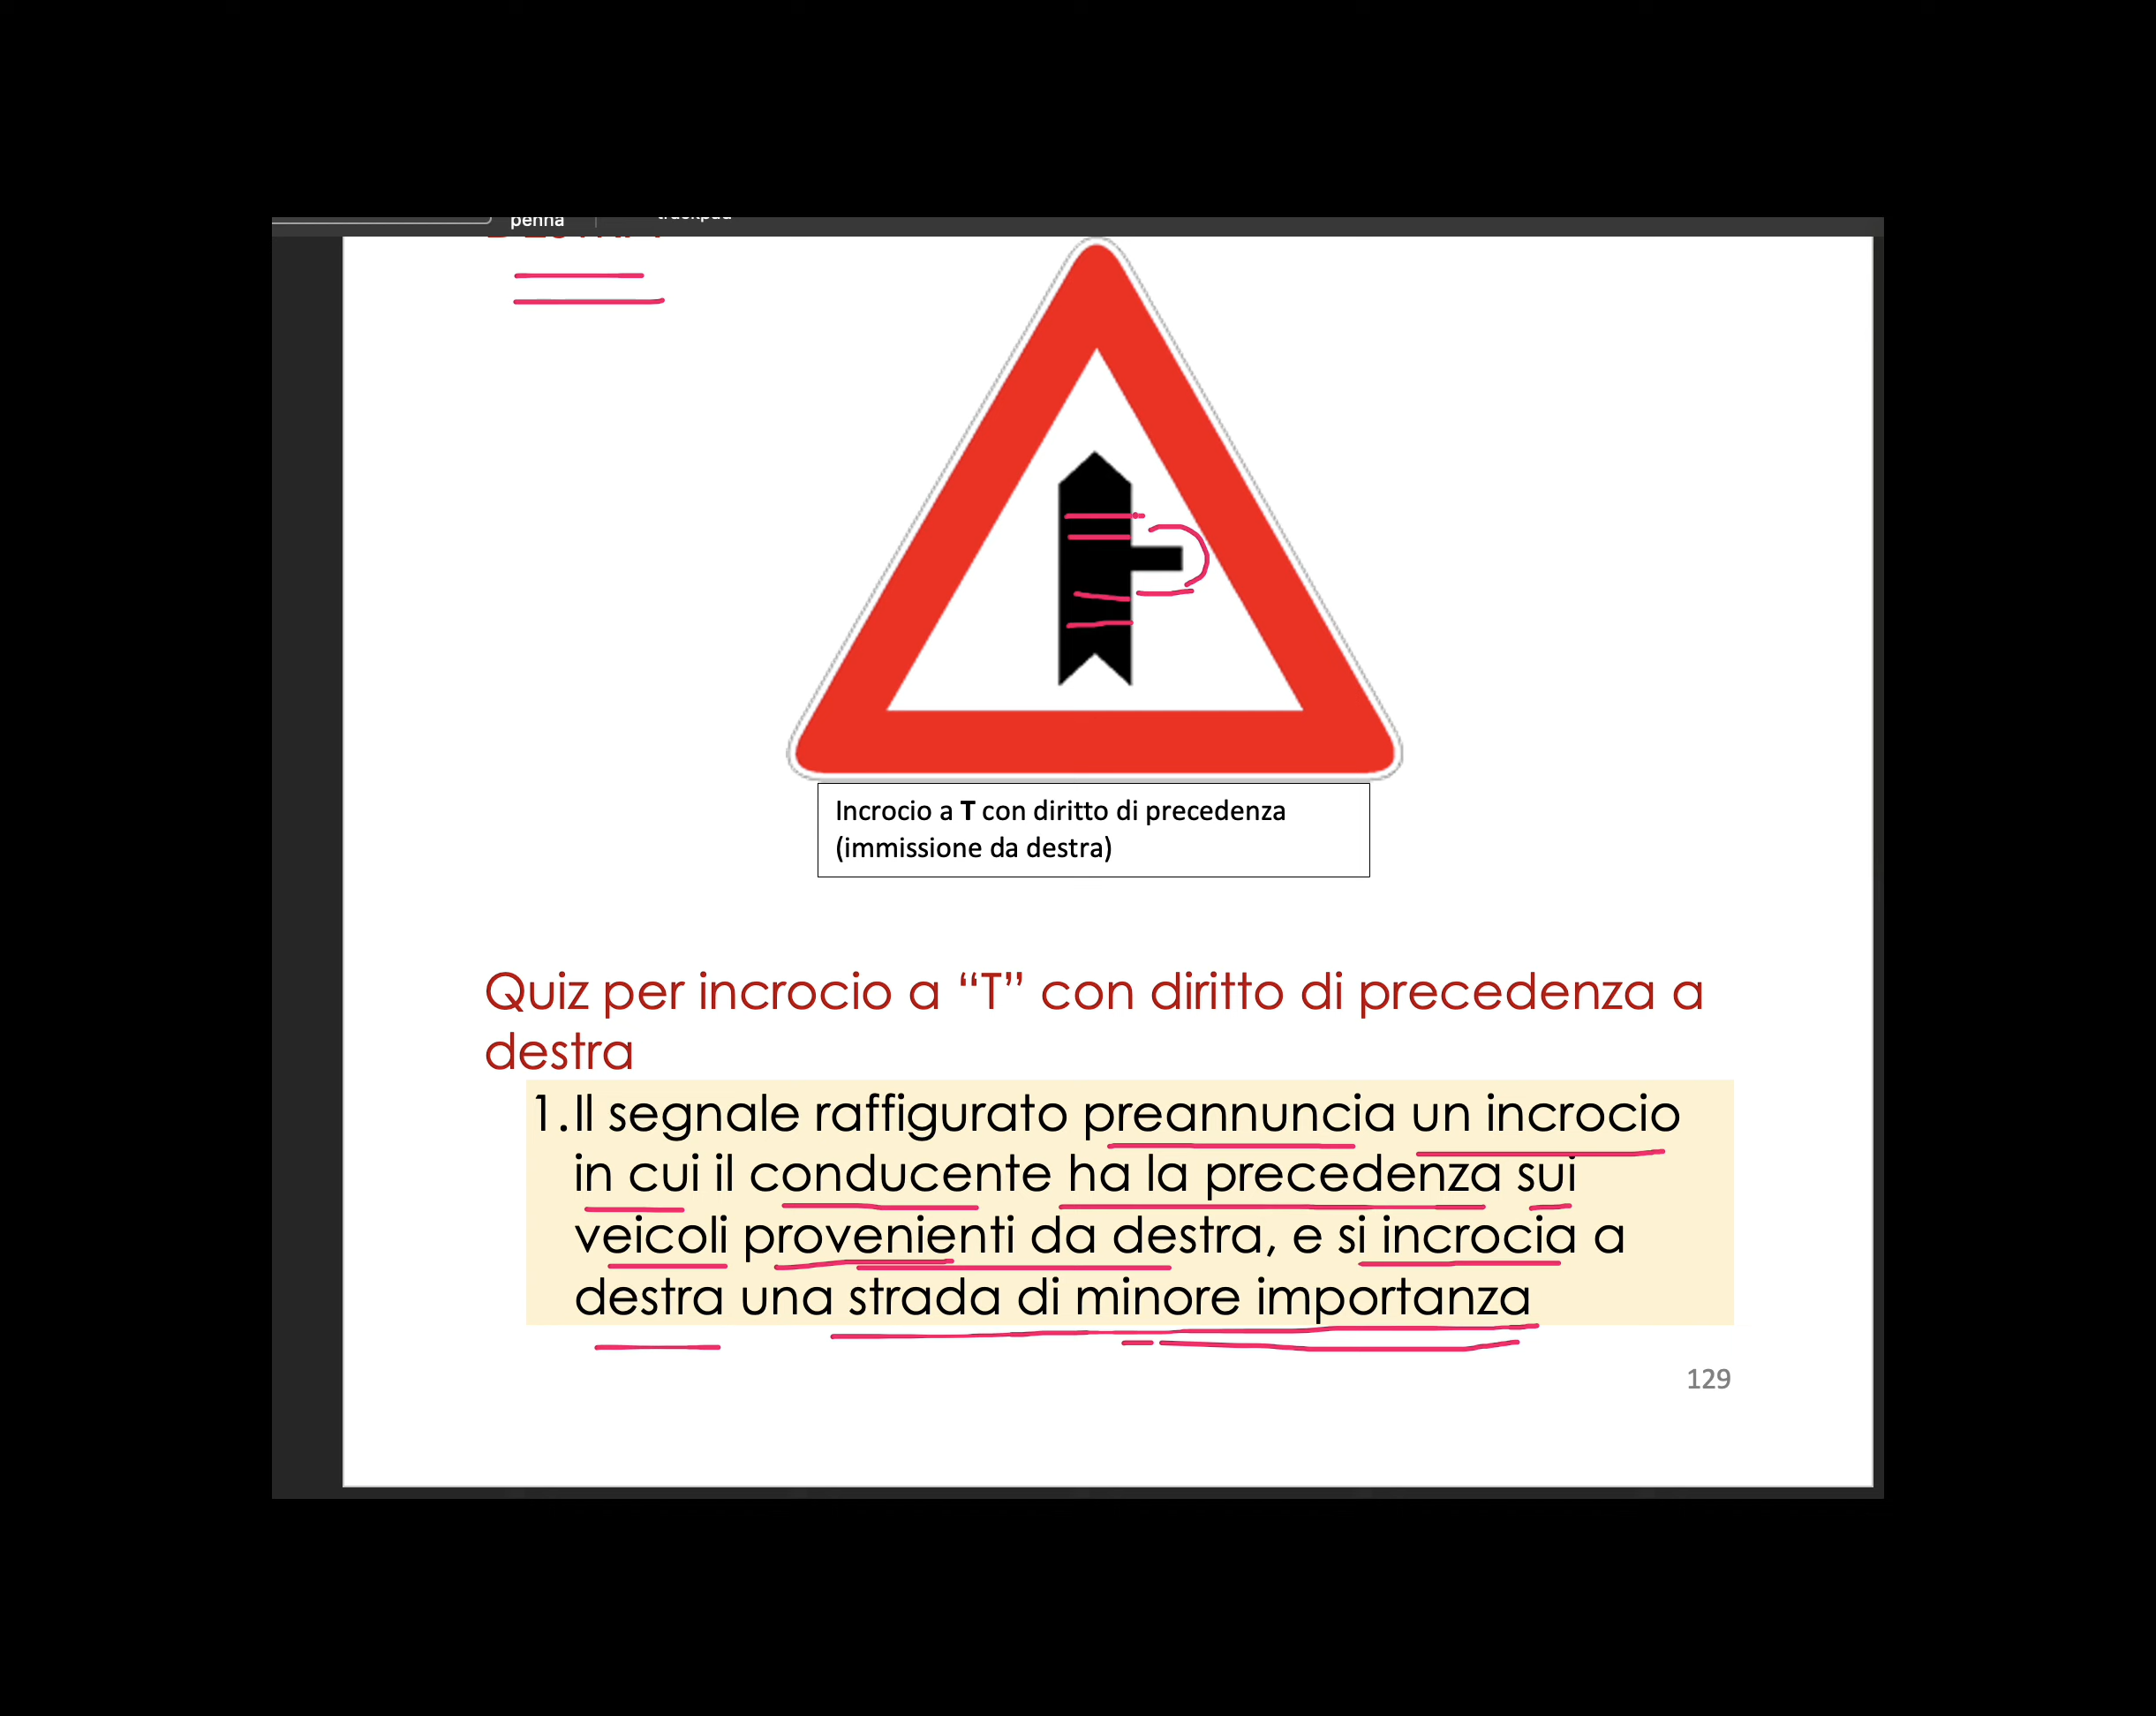 penna
Incrocio a T con diritto di precedenza
(immissione da destra)
Quiz per incrocio a “T” con diritto di precedenza a
destra
1. Il segnale raffigurato preannuncia un incrocio
in cui il conducente ha la precedenza sui
veicoli provenienti da destra, e si incrocia a
destra una strada di minore importanza
129